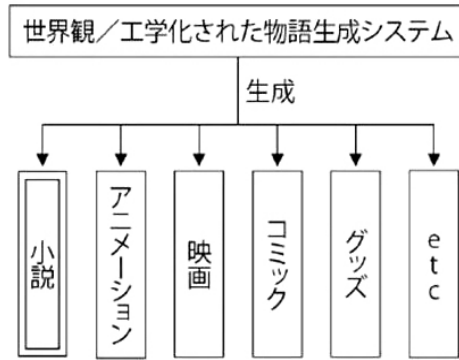 世界観／工学化された物語生成システム
生成
小説
アニメーション
映画
コミック
グッズ
etc